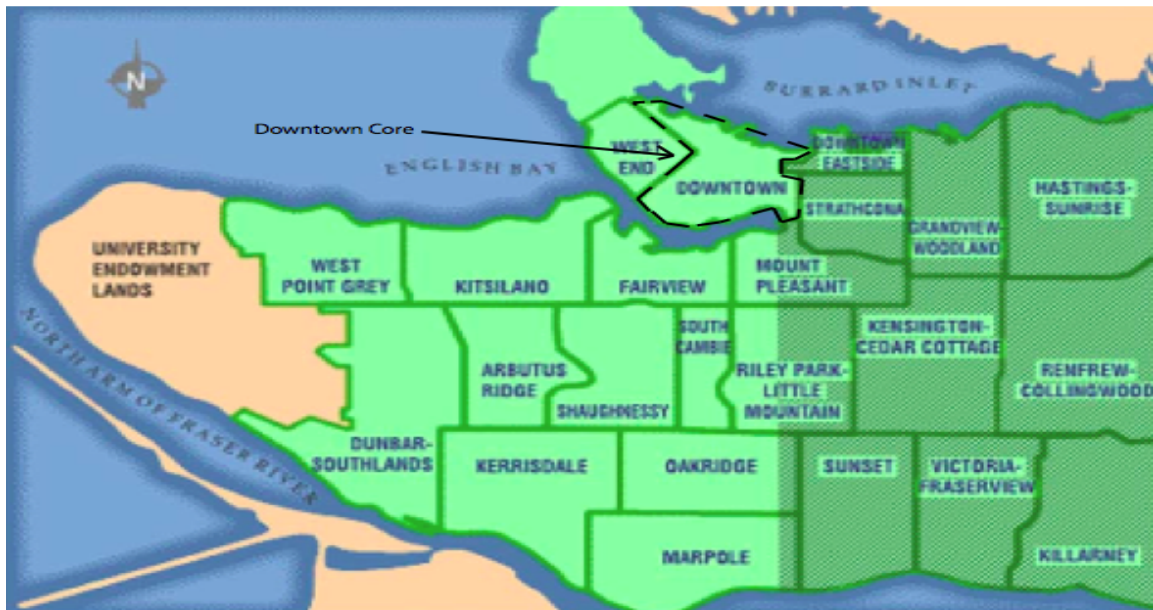 N
BURRARD INLET
Downtown Core
WEST
END
DOWNTOWN
EASTSIDE
ENGLISH BAY
DOWNTOWN
STRATHCONA
HASTINGS-
SUNRISE
GRANDVIEW-
WOODLAND
UNIVERSITY
ENDOWMENT
LANDS
WEST
POINT GREY
KITSILANO
FAIRVIEW
MOUNT
PLEASANT
SOUTH
CAMBIE
KENSINGTON-
CEDAR COTTAGE
ARBUTUS
RIDGE
SHAUGHNESSY
RILEY PARK-
LITTLE
MOUNTAIN
RENFREW-
COLLINGWOOD
NORTH ARM OF FRASER RIVER
DUNBAR-
SOUTHLANDS
KERRISDALE
OAKRIDGE
SUNSET
VICTORIA-
FRASERVIEW
MARPOLE
KILLARNEY